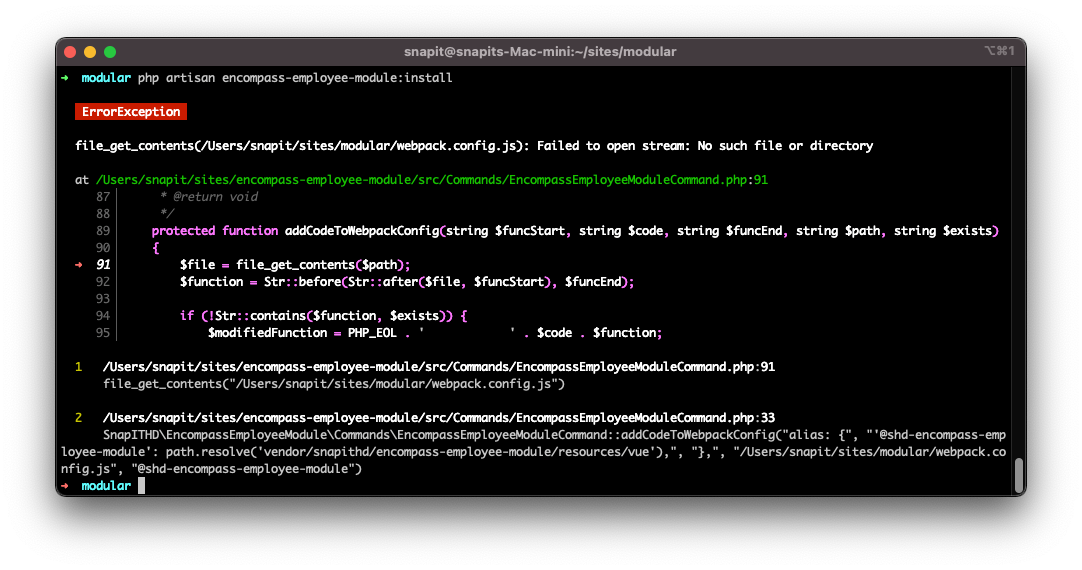 snapit@snapits-Mac-mini:~/sites/modular
⌥⌘1
➜ modular php artisan encompass-employee-module:install
ErrorException
file_get_contents(/Users/snapit/sites/modular/webpack.config.js): Failed to open stream: No such file or directory
at /Users/snapit/sites/encompass-employee-module/src/Commands/EncompassEmployeeModuleCommand.php:91
87 * @return void
88 */
89 protected function addCodeToWebpackConfig(string $funcStart, string $code, string $funcEnd, string $path, string $exists)
90 {
➜ 91 $file = file_get_contents($path);
92 $function = Str::before(Str::after($file, $funcStart), $funcEnd);
93
94 if (!Str::contains($function, $exists)) {
95 $modifiedFunction = PHP_EOL . '            ' . $code . $function;
1 /Users/snapit/sites/encompass-employee-module/src/Commands/EncompassEmployeeModuleCommand.php:91
file_get_contents("/Users/snapit/sites/modular/webpack.config.js")
2 /Users/snapit/sites/encompass-employee-module/src/Commands/EncompassEmployeeModuleCommand.php:33
SnapITHD\EncompassEmployeeModule\Commands\EncompassEmployeeModuleCommand::addCodeToWebpackConfig("alias: {", "'@shd-encompass-emp
loyee-module': path.resolve('vendor/snapithd/encompass-employee-module/resources/vue'),", "},", "/Users/snapit/sites/modular/webpack.co
nfig.js", "@shd-encompass-employee-module")
➜ modular